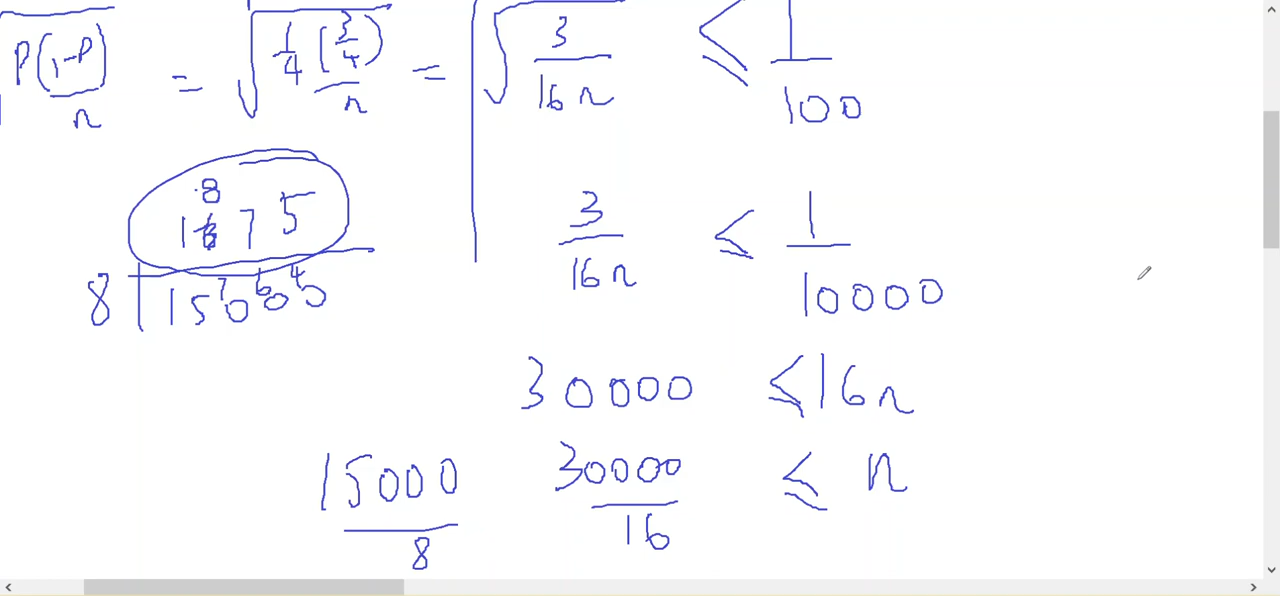 √(P(1-P)/n) = √(1/4(3/4)/n) = √(3/16n) ≤ 1/100
3/16n ≤ 1/10000
1875
8 | 15⁷0⁶0⁴0
30000 ≤ 16n
15000/8 30000/16 ≤ n